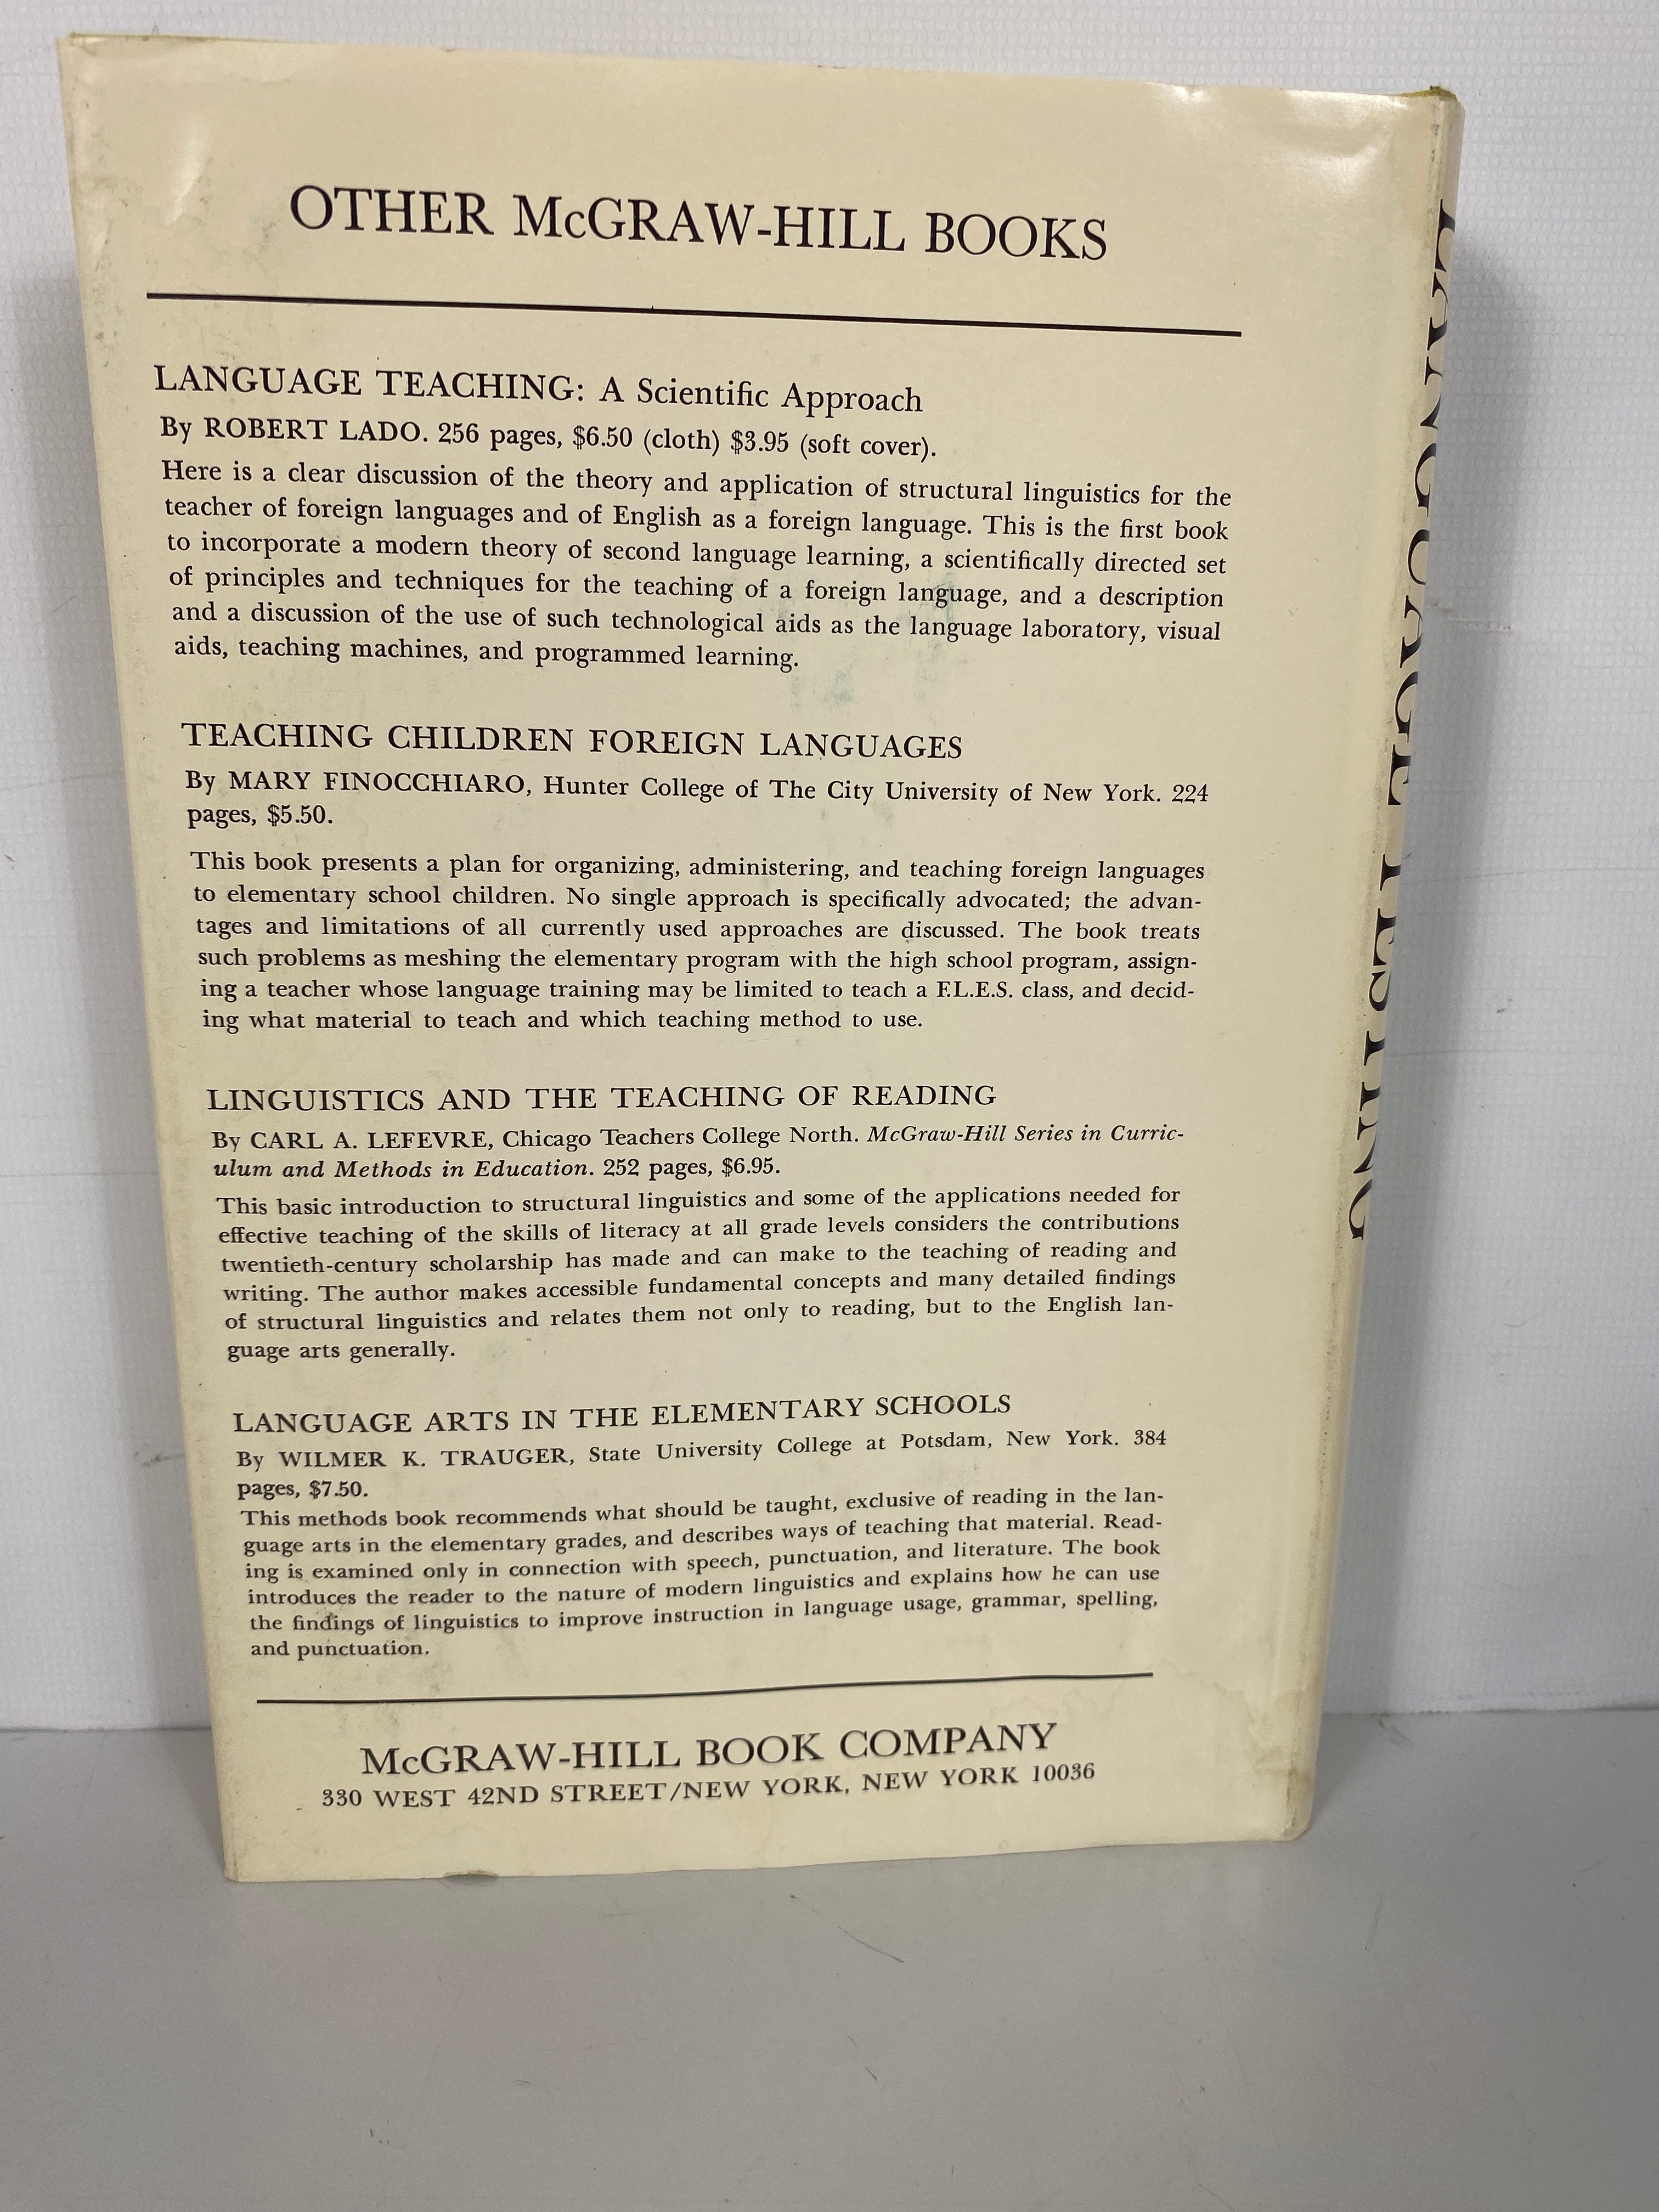 OTHER McGRAW-HILL BOOKS
LANGUAGE TEACHING: A Scientific Approach
By ROBERT LADO. 256 pages, $6.50 (cloth) $3.95 (soft cover).
Here is a clear discussion of the theory and application of structural linguistics for the
teacher of foreign languages and of English as a foreign language. This is the first book
to incorporate a modern theory of second language learning, a scientifically directed set
of principles and techniques for the teaching of a foreign language, and a description
and a discussion of the use of such technological aids as the language laboratory, visual
aids, teaching machines, and programmed learning.
TEACHING CHILDREN FOREIGN LANGUAGES
By MARY FINOCCHIARO, Hunter College of The City University of New York. 224
pages, $5.50.
This book presents a plan for organizing, administering, and teaching foreign languages
to elementary school children. No single approach is specifically advocated; the advan-
tages and limitations of all currently used approaches are discussed. The book treats
such problems as meshing the elementary program with the high school program, assign-
ing a teacher whose language training may be limited to teach a F.L.E.S. class, and decid-
ing what material to teach and which teaching method to use.
LINGUISTICS AND THE TEACHING OF READING
By CARL A. LEFEVRE, Chicago Teachers College North. McGraw-Hill Series in Curric-
ulum and Methods in Education. 252 pages, $6.95.
This basic introduction to structural linguistics and some of the applications needed for
effective teaching of the skills of literacy at all grade levels considers the contributions
twentieth-century scholarship has made and can make to the teaching of reading and
writing. The author makes accessible fundamental concepts and many detailed findings
of structural linguistics and relates them not only to reading, but to the English lan-
guage arts generally.
LANGUAGE ARTS IN THE ELEMENTARY SCHOOLS
By WILMER K. TRAUGER, State University College at Potsdam, New York. 384
pages, $7.50.
This methods book recommends what should be taught, exclusive of reading in the lan-
guage arts in the elementary grades, and describes ways of teaching that material. Read-
ing is examined only in connection with speech, punctuation, and literature. The book
introduces the reader to the nature of modern linguistics and explains how he can use
the findings of linguistics to improve instruction in language usage, grammar, spelling,
and punctuation.
McGRAW-HILL BOOK COMPANY
330 WEST 42ND STREET/NEW YORK, NEW YORK 10036
LANGUAGE TESTING